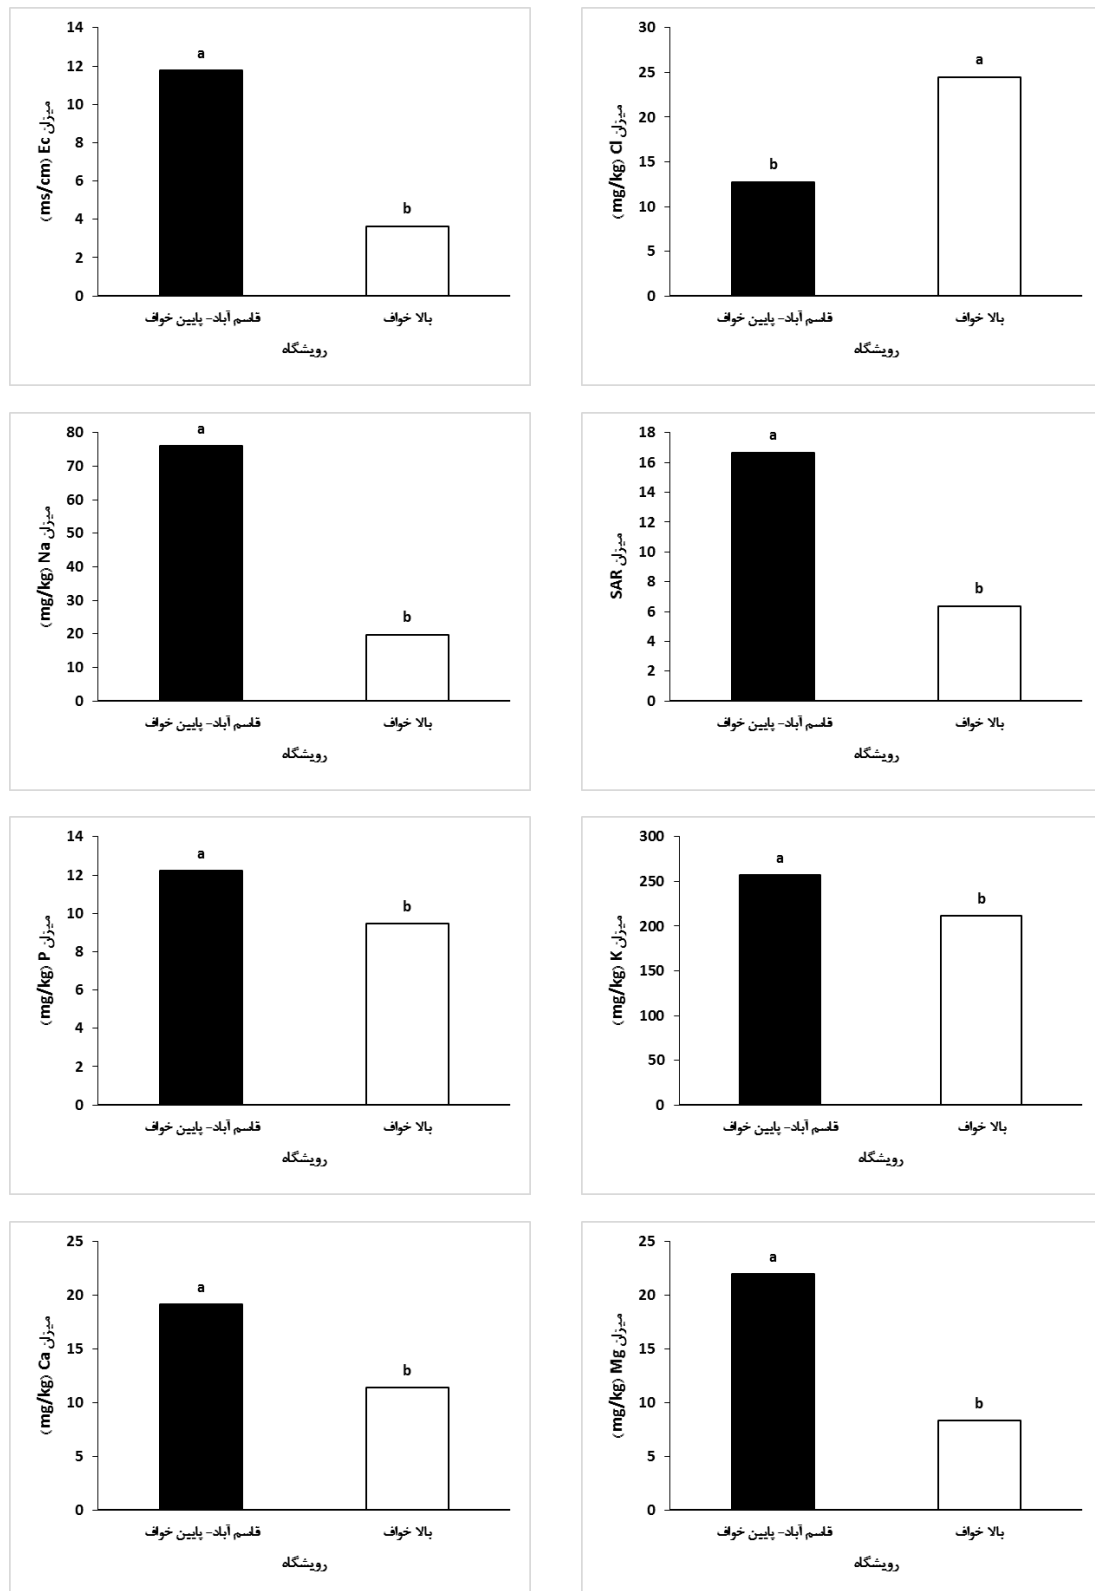 میزان Ec (ms/cm)
14
12
10
8
6
4
2
0
a
b
قاسم آباد- پایین خواف
بالا خواف
رویشگاه
میزان Cl (mg/kg)
30
25
20
15
10
5
0
b
a
قاسم آباد- پایین خواف
بالا خواف
رویشگاه
میزان Na (mg/kg)
80
70
60
50
40
30
20
10
0
a
b
قاسم آباد- پایین خواف
بالا خواف
رویشگاه
میزان SAR
18
16
14
12
10
8
6
4
2
0
a
b
قاسم آباد- پایین خواف
بالا خواف
رویشگاه
میزان P (mg/kg)
14
12
10
8
6
4
2
0
a
b
قاسم آباد- پایین خواف
بالا خواف
رویشگاه
میزان K (mg/kg)
300
250
200
150
100
50
0
a
b
قاسم آباد- پایین خواف
بالا خواف
رویشگاه
میزان Ca (mg/kg)
25
20
15
10
5
0
a
b
قاسم آباد- پایین خواف
بالا خواف
رویشگاه
میزان Mg (mg/kg)
25
20
15
10
5
0
a
b
قاسم آباد- پایین خواف
بالا خواف
رویشگاه